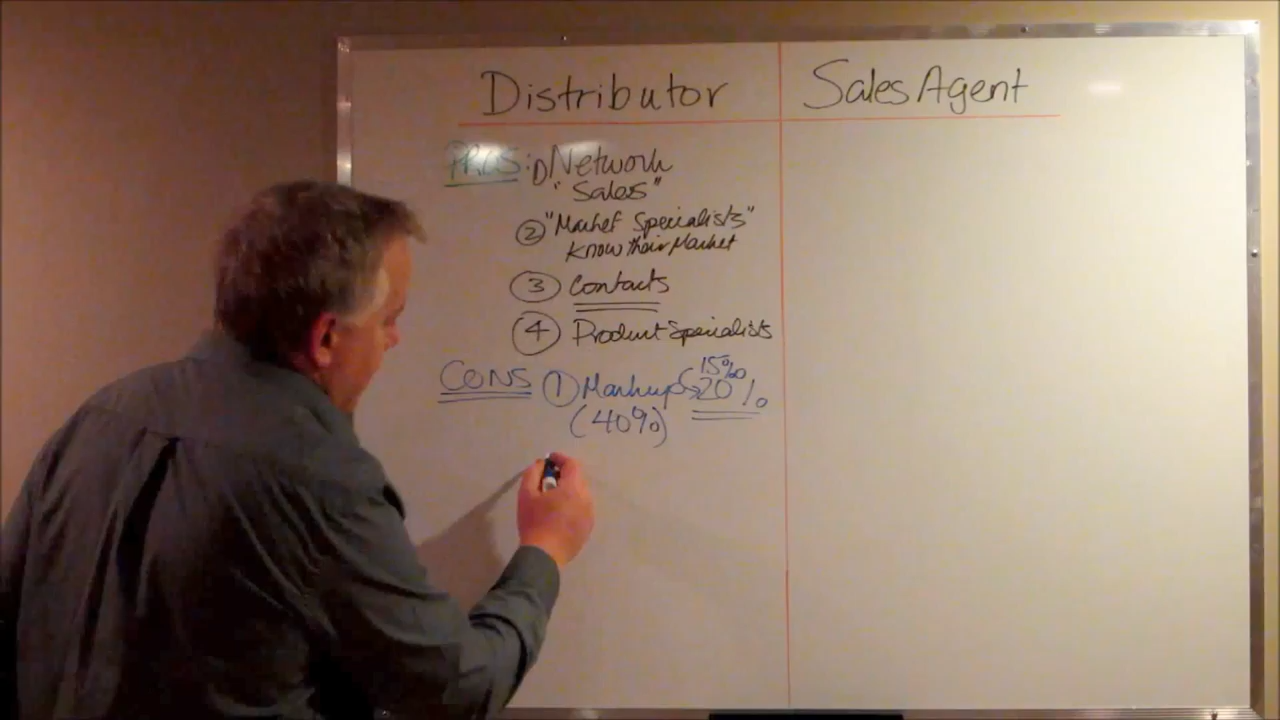 Distributor Sales Agent
PROS: 1) Network
"Sales"
2 "Market Specialists"
Know their Market
3 Contacts
4 Product Specialists
CONS 1 Markups → 20%
15%
(40%)